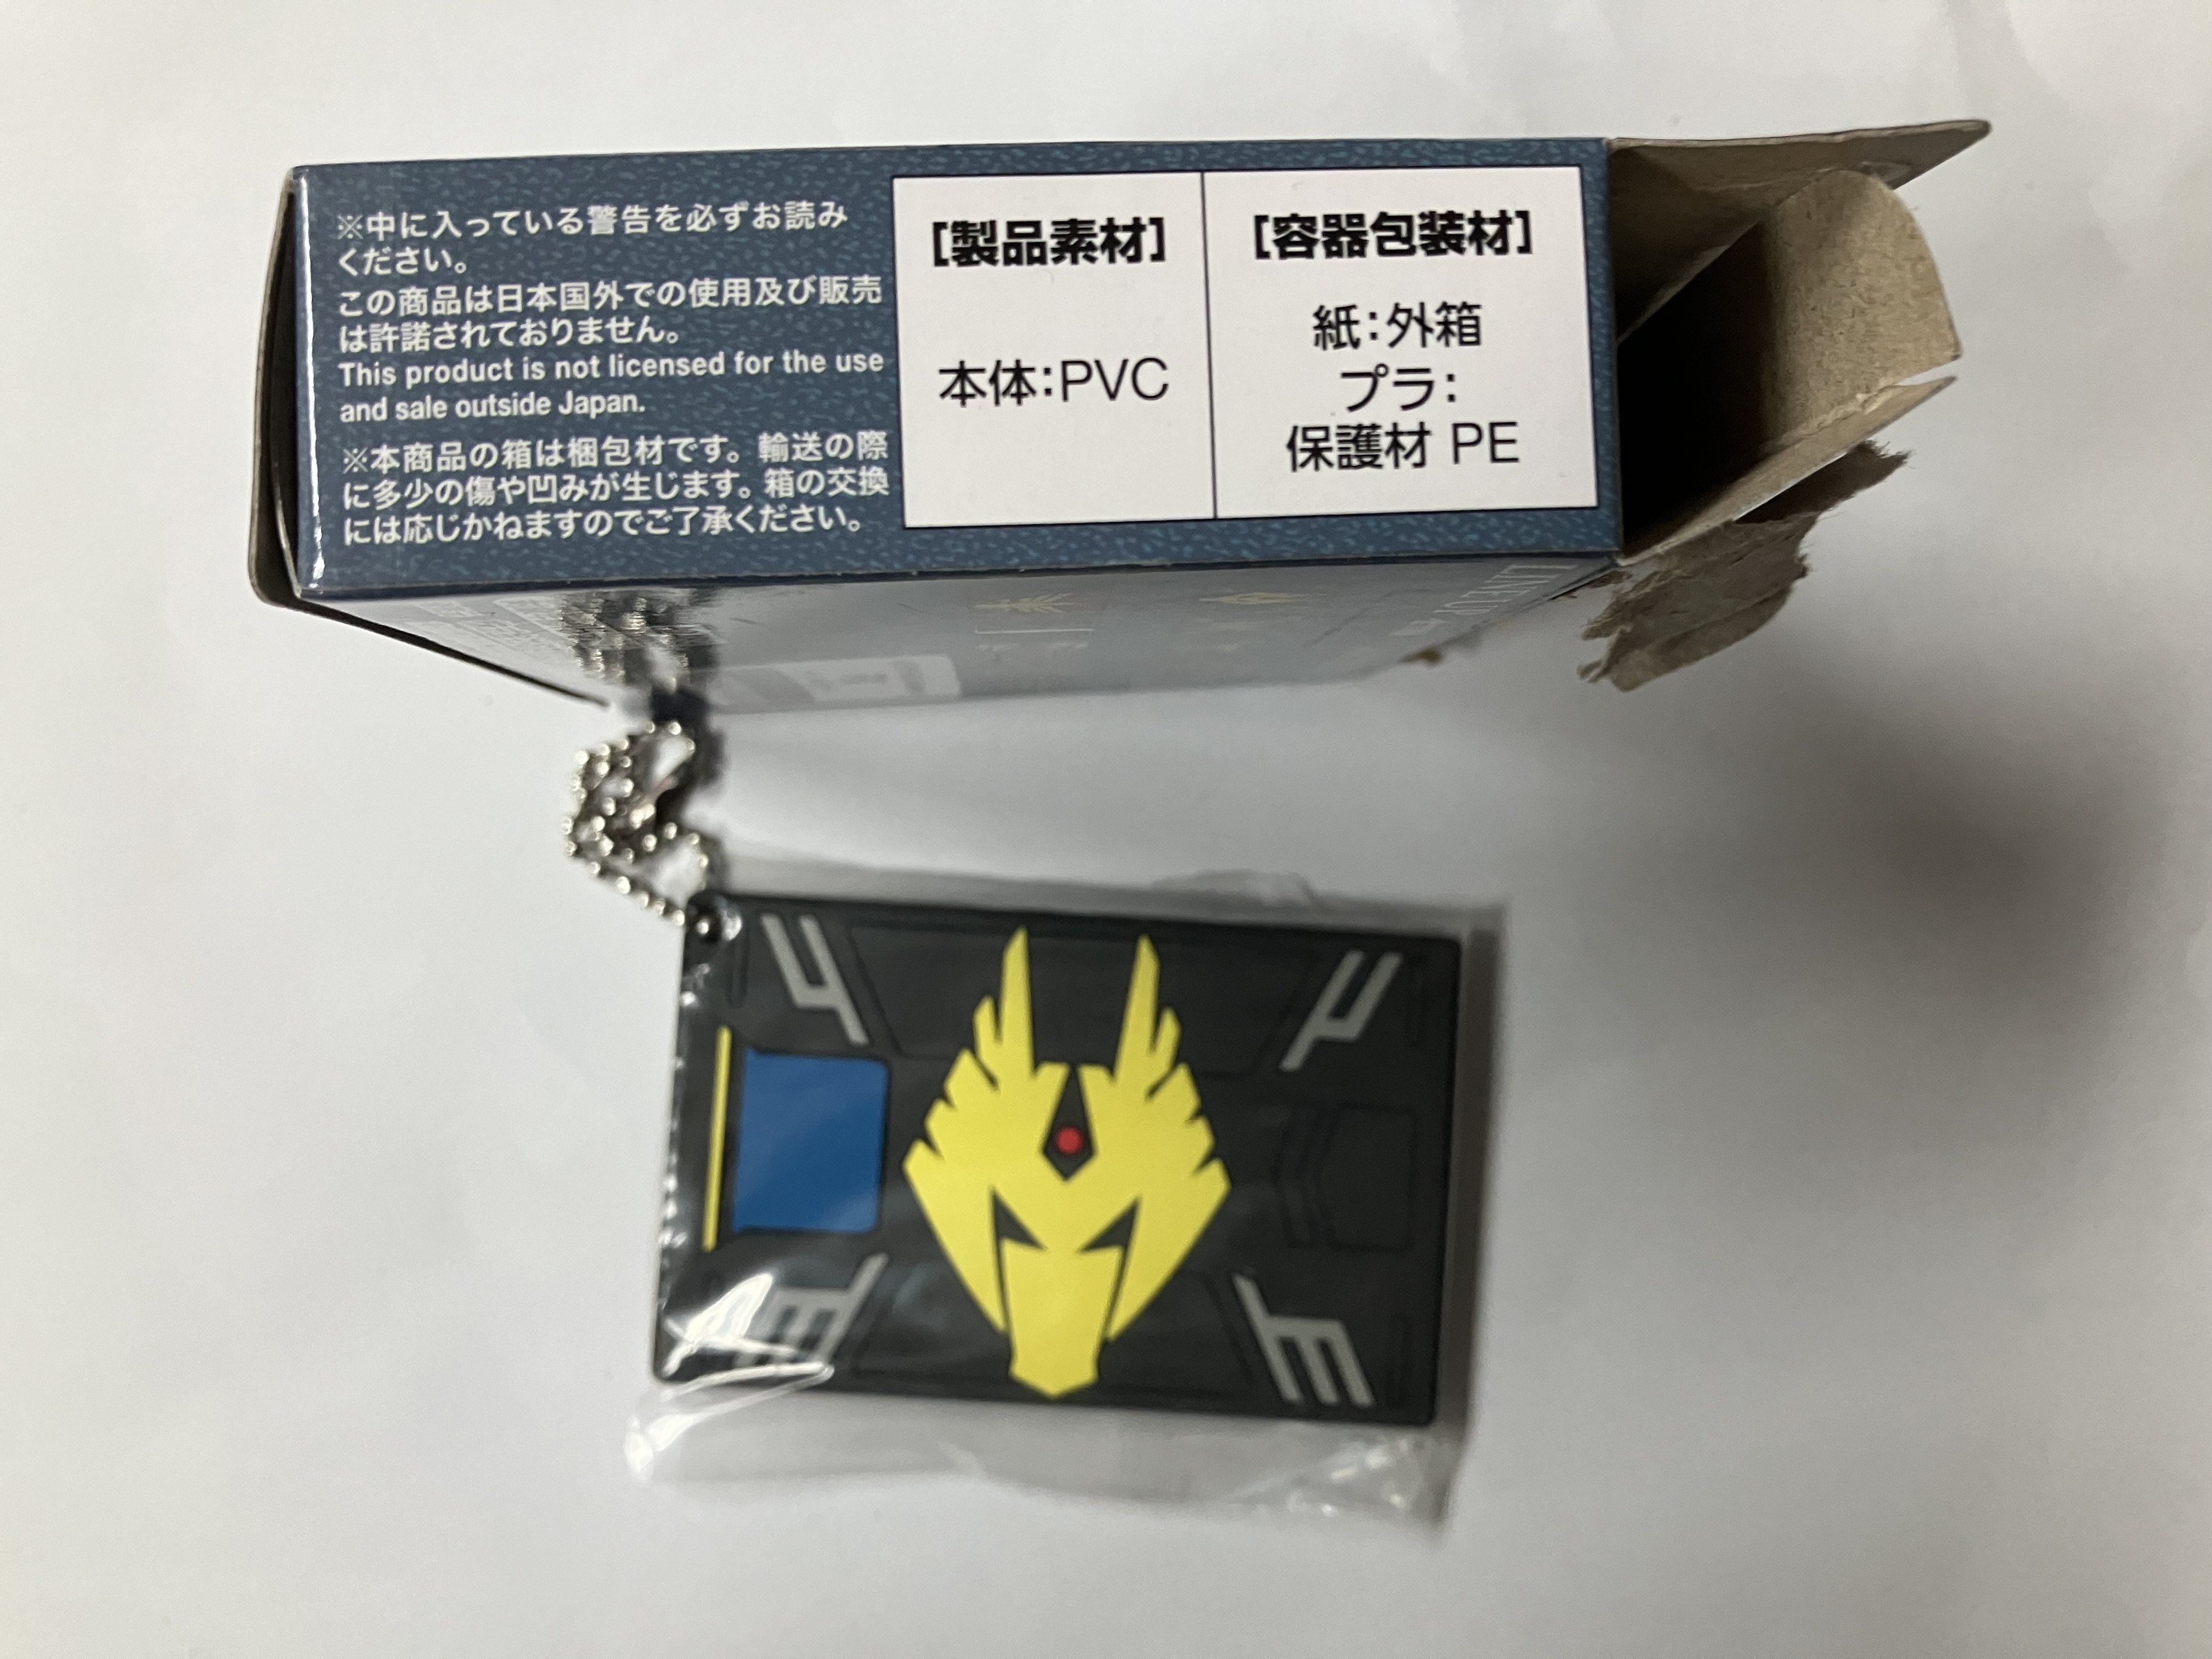 ※中に入っている警告を必ずお読み
ください。
この商品は日本国外での使用及び販売
は許諾されておりません。
This product is not licensed for the use
and sale outside Japan.
※本商品の箱は梱包材です。輸送の際
に多少の傷や凹みが生じます。箱の交換
には応じかねますのでご了承ください。
[製品素材]
本体:PVC
[容器包装材]
紙:外箱
プラ:
保護材 PE
LINE UP